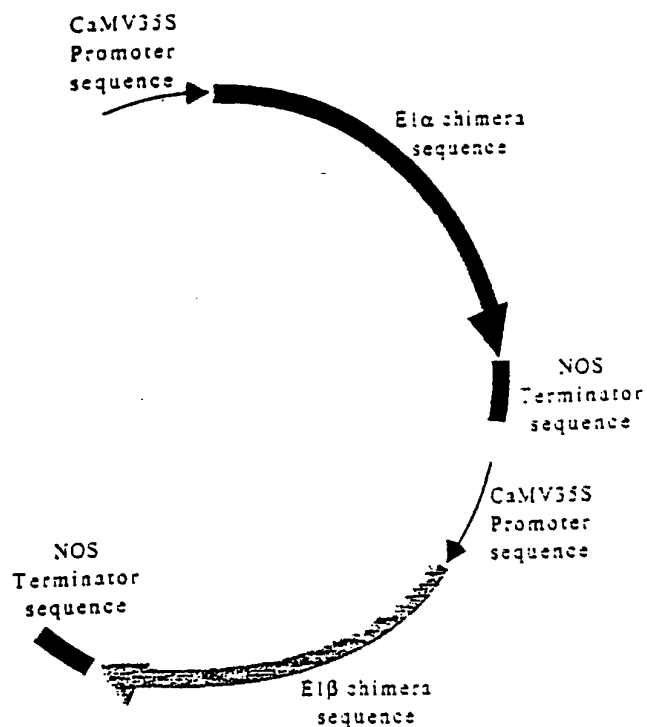 CaMV35S
Promoter
sequence
E1α chimera
sequence
NOS
Terminator
sequence
CaMV35S
Promoter
sequence
NOS
Terminator
sequence
E1β chimera
sequence